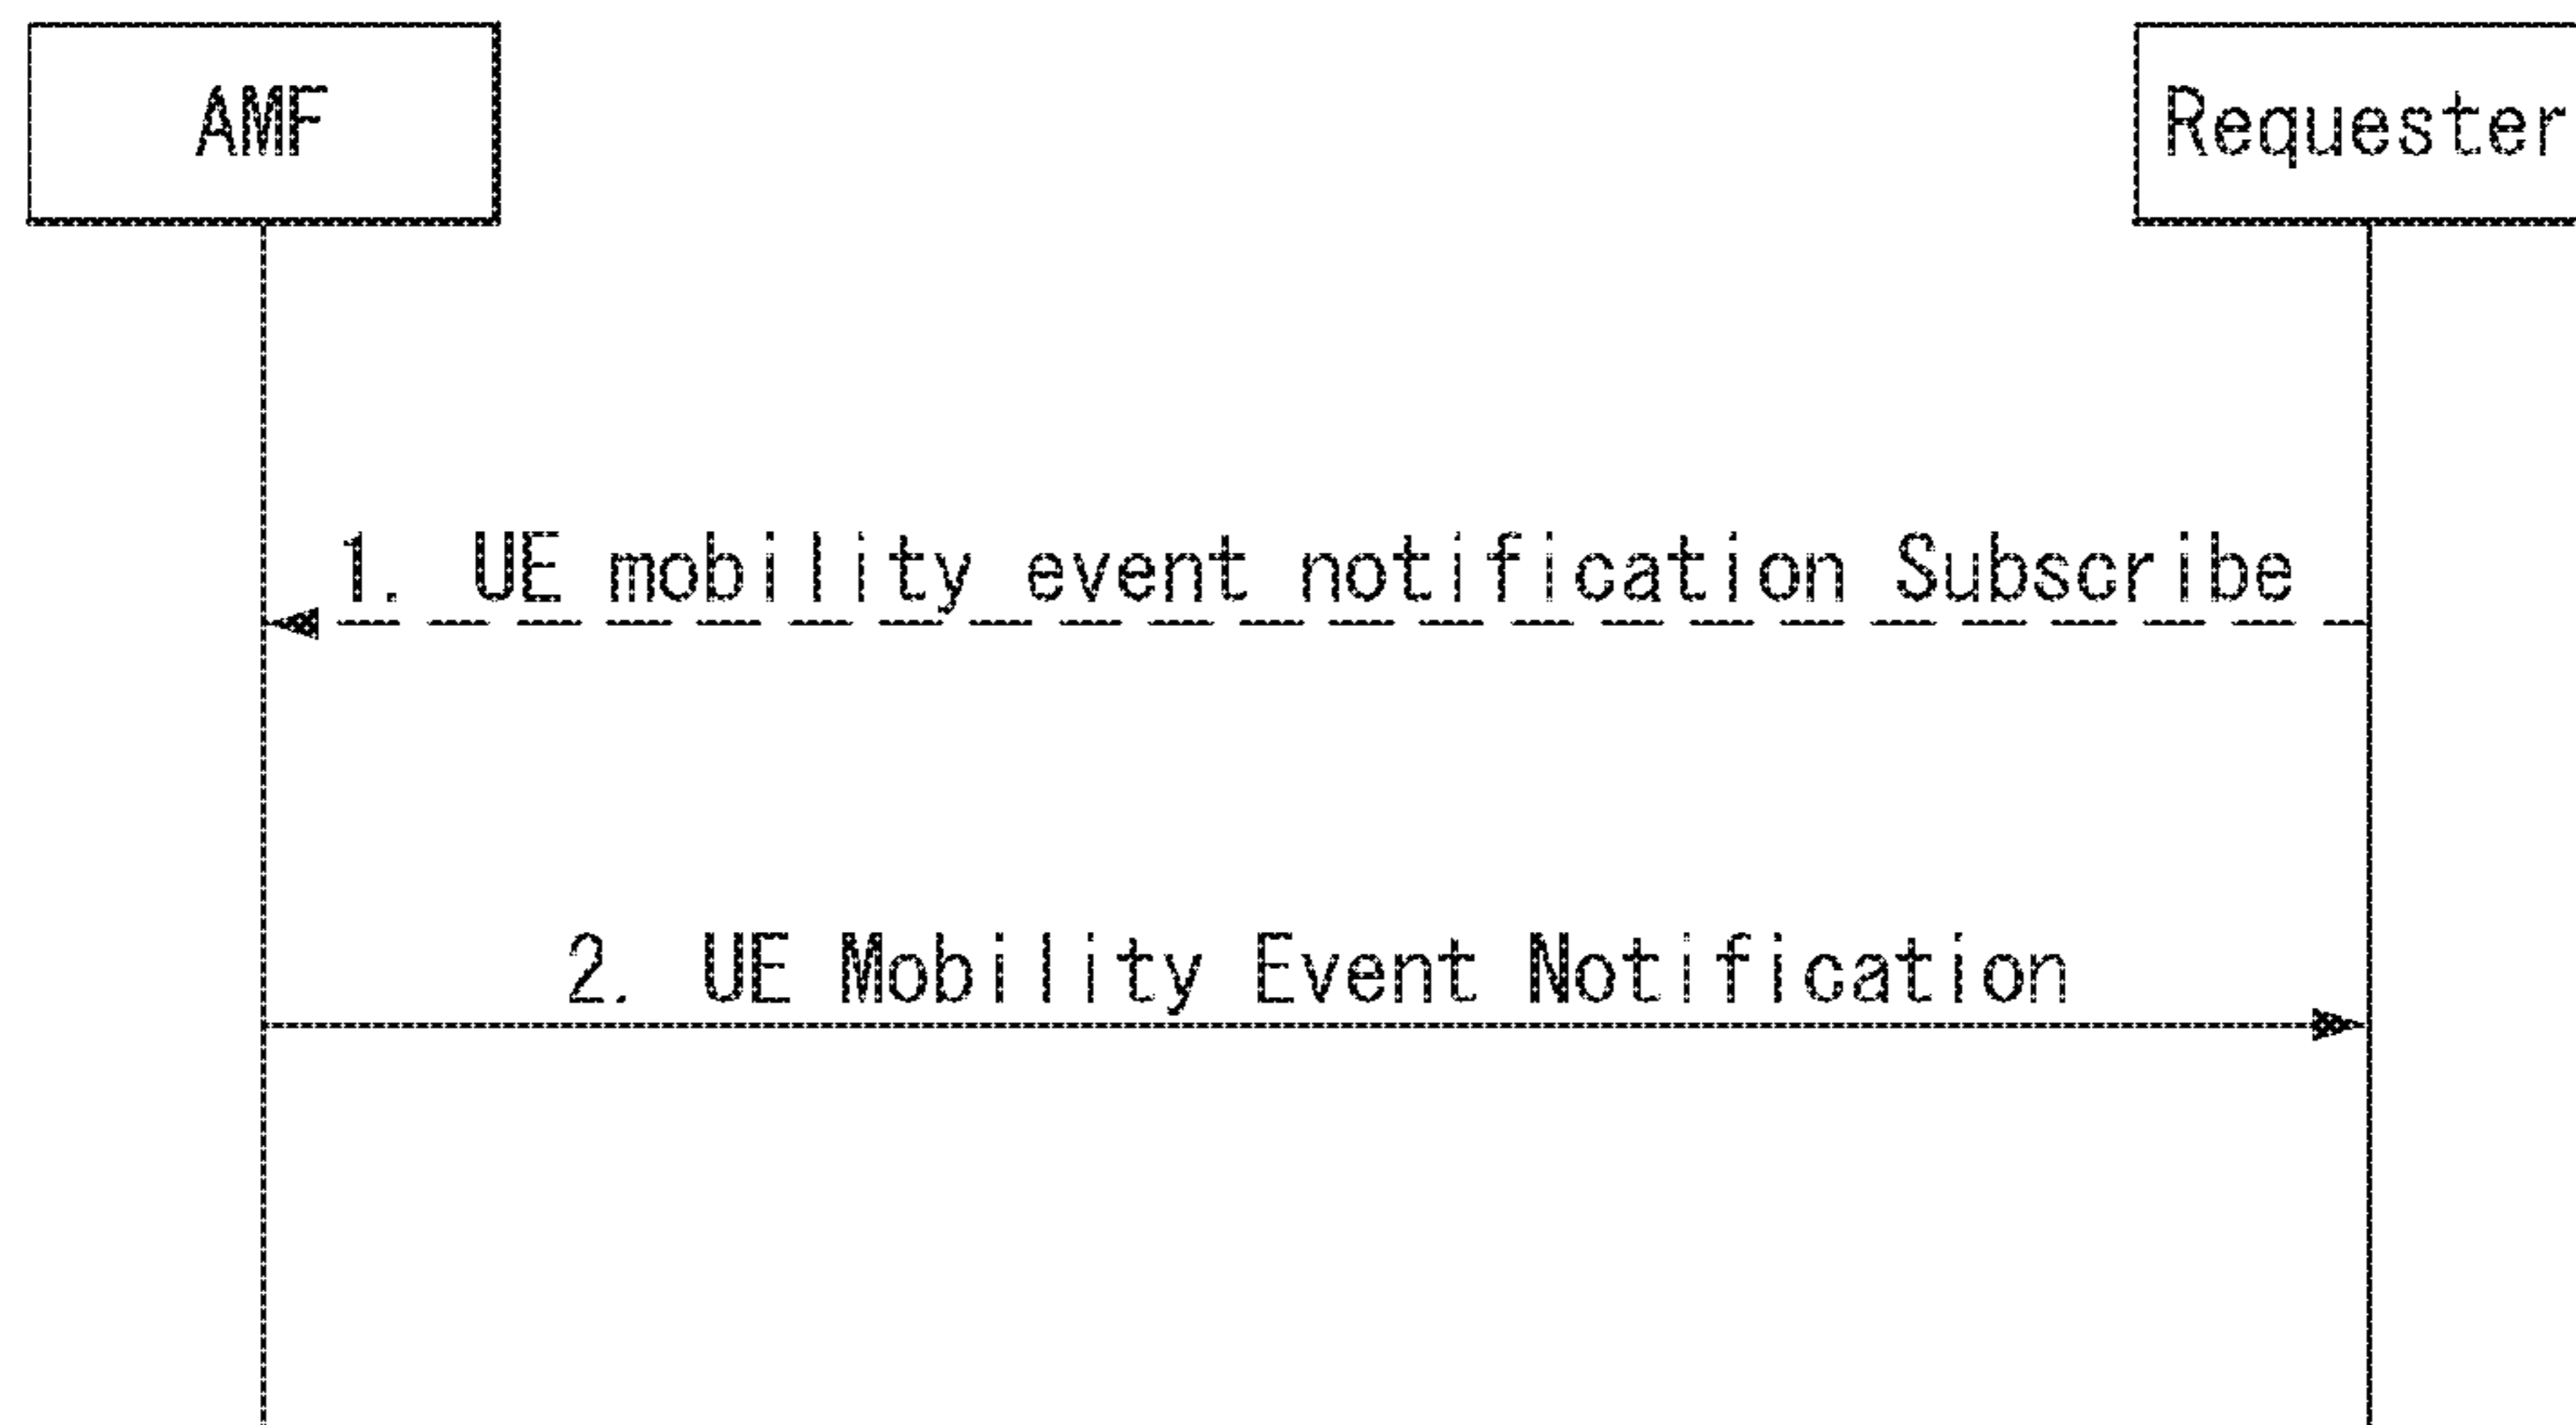 AMF
Requester
1. UE mobility event notification Subscribe
2. UE Mobility Event Notification